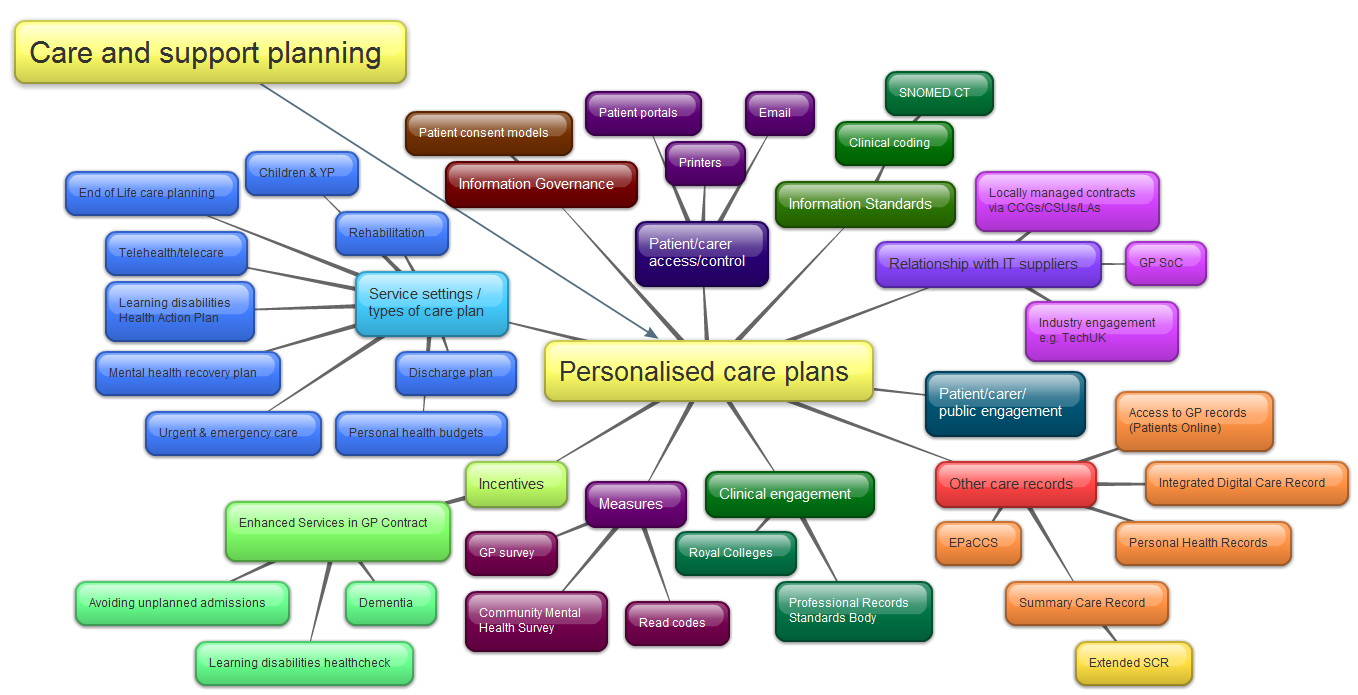 Care and support planning
SNOMED CT
Patient portals
Email
Patient consent models
Clinical coding
Printers
Children & YP
Information Governance
End of Life care planning
Information Standards
Locally managed contracts
via CCGs/CSUs/LAs
Rehabilitation
Patient/carer
access/control
Telehealth/telecare
Relationship with IT suppliers
GP SoC
Service settings /
types of care plan
Learning disabilities
Health Action Plan
Industry engagement
e.g. TechUK
Personalised care plans
Mental health recovery plan
Discharge plan
Patient/carer/
public engagement
Access to GP records
(Patients Online)
Urgent & emergency care
Personal health budgets
Incentives
Measures
Clinical engagement
Other care records
Integrated Digital Care Record
Enhanced Services in GP Contract
GP survey
Royal Colleges
EPaCCS
Personal Health Records
Avoiding unplanned admissions
Dementia
Community Mental
Health Survey
Read codes
Professional Records
Standards Body
Summary Care Record
Learning disabilities healthcheck
Extended SCR